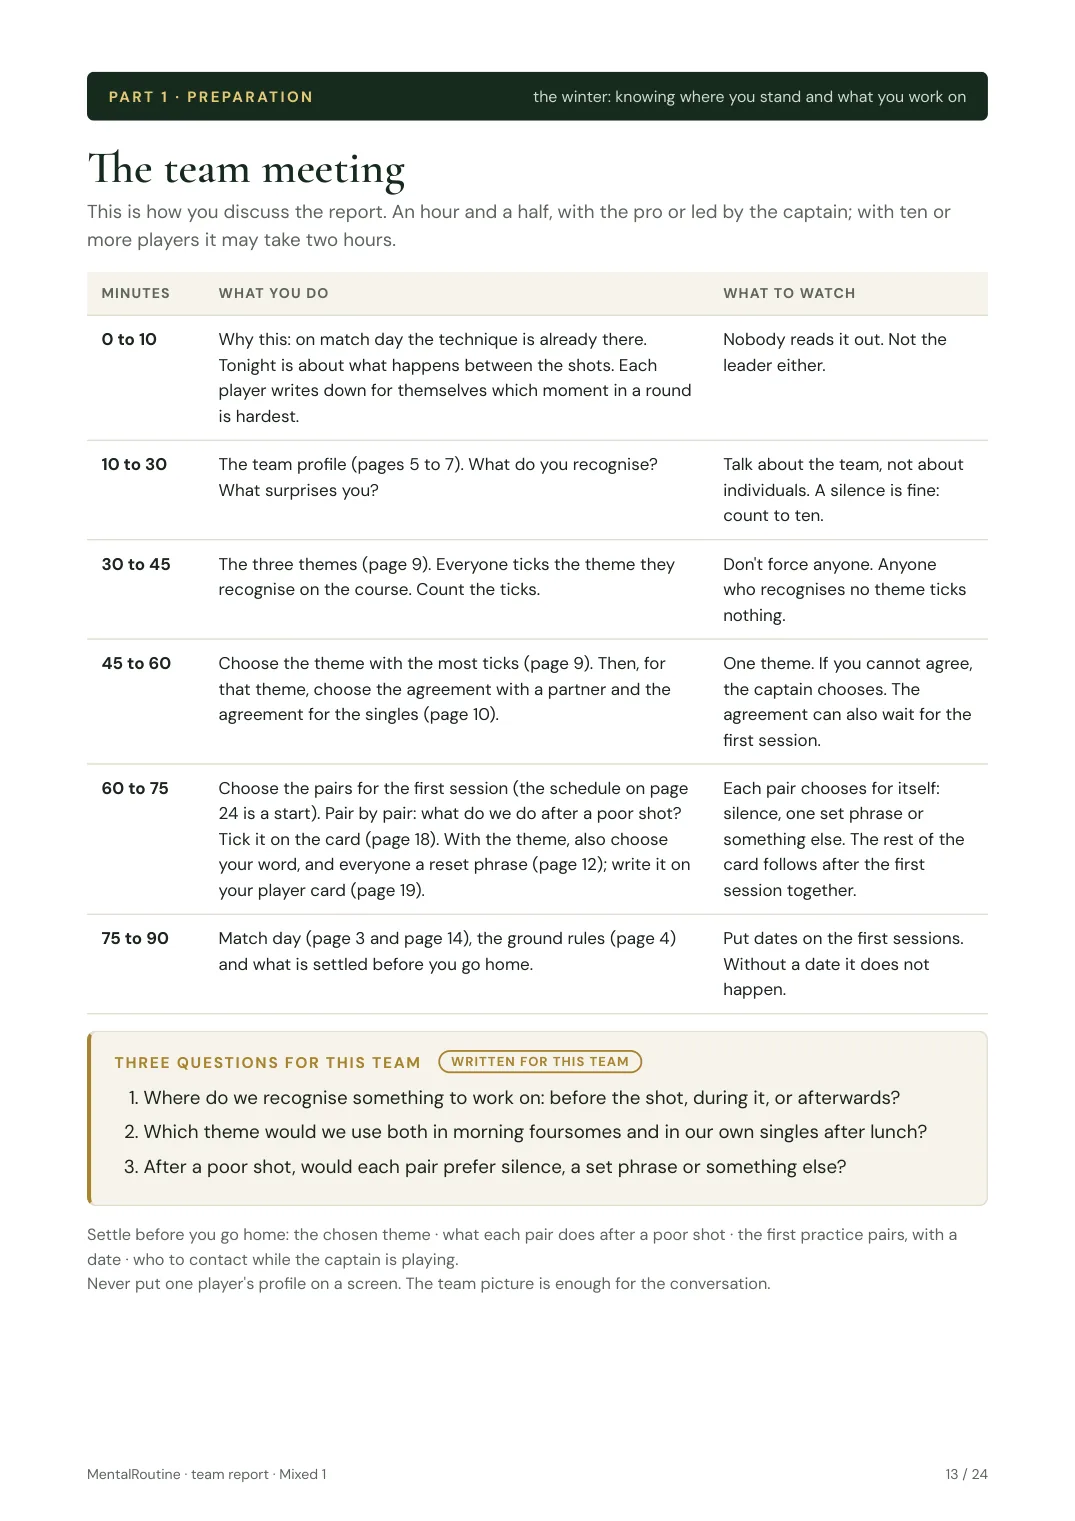 PART 1 · PREPARATION
the winter: knowing where you stand and what you work on
The team meeting
This is how you discuss the report. An hour and a half, with the pro or led by the captain; with ten or
more players it may take two hours.
MINUTES
WHAT YOU DO
WHAT TO WATCH
0 to 10
Why this: on match day the technique is already there.
Tonight is about what happens between the shots. Each
player writes down for themselves which moment in a round
is hardest.
Nobody reads it out. Not the
leader either.
10 to 30
The team profile (pages 5 to 7). What do you recognise?
What surprises you?
Talk about the team, not about
individuals. A silence is fine:
count to ten.
30 to 45
The three themes (page 9). Everyone ticks the theme they
recognise on the course. Count the ticks.
Don't force anyone. Anyone
who recognises no theme ticks
nothing.
45 to 60
Choose the theme with the most ticks (page 9). Then, for
that theme, choose the agreement with a partner and the
agreement for the singles (page 10).
One theme. If you cannot agree,
the captain chooses. The
agreement can also wait for the
first session.
60 to 75
Choose the pairs for the first session (the schedule on page
24 is a start). Pair by pair: what do we do after a poor shot?
Tick it on the card (page 18). With the theme, also choose
your word, and everyone a reset phrase (page 12); write it on
your player card (page 19).
Each pair chooses for itself:
silence, one set phrase or
something else. The rest of the
card follows after the first
session together.
75 to 90
Match day (page 3 and page 14), the ground rules (page 4)
and what is settled before you go home.
Put dates on the first sessions.
Without a date it does not
happen.
THREE QUESTIONS FOR THIS TEAM
WRITTEN FOR THIS TEAM
1. Where do we recognise something to work on: before the shot, during it, or afterwards?
2. Which theme would we use both in morning foursomes and in our own singles after lunch?
3. After a poor shot, would each pair prefer silence, a set phrase or something else?
Settle before you go home: the chosen theme · what each pair does after a poor shot · the first practice pairs, with a
date · who to contact while the captain is playing.
Never put one player's profile on a screen. The team picture is enough for the conversation.
MentalRoutine · team report · Mixed 1
13 / 24